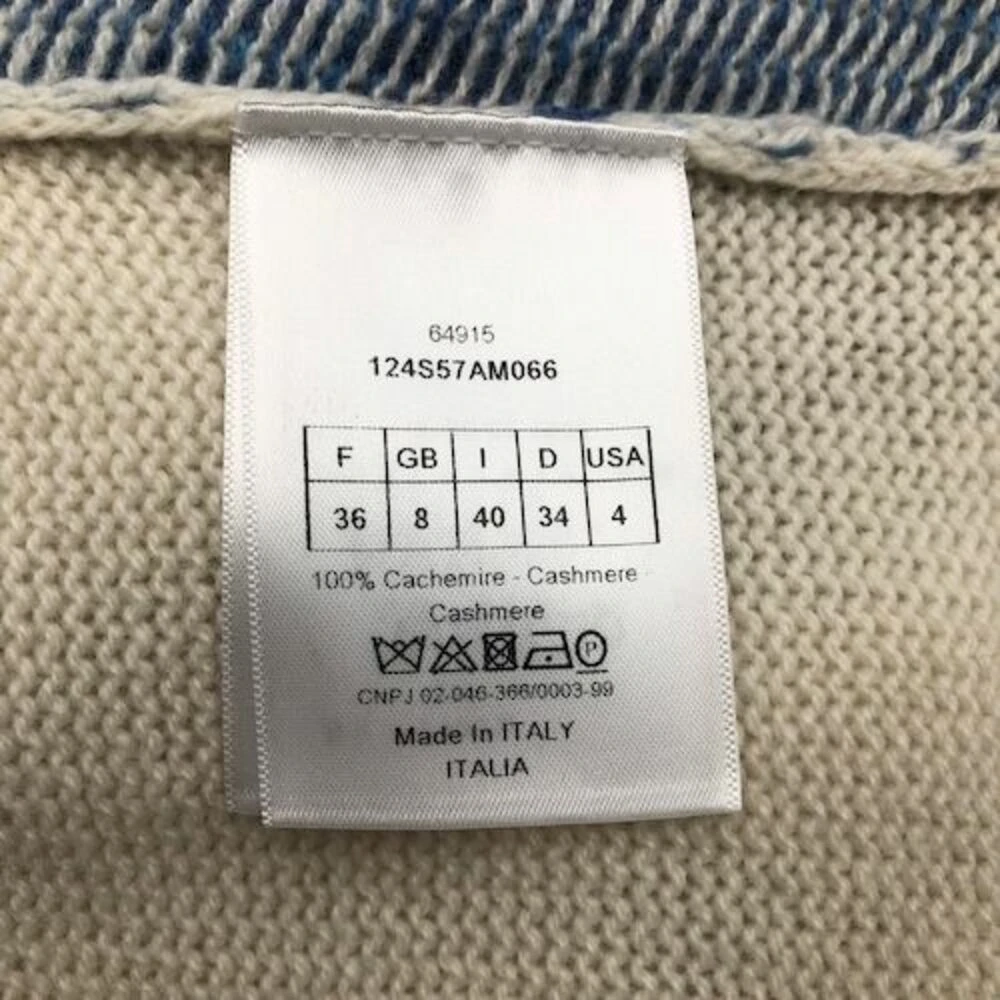 64915
124S57AM066
F GB I D USA
36 8 40 34 4
100% Cachemire - Cashmere
Cashmere
P
CNPJ 02-046-366/0003-99
Made In ITALY
ITALIA